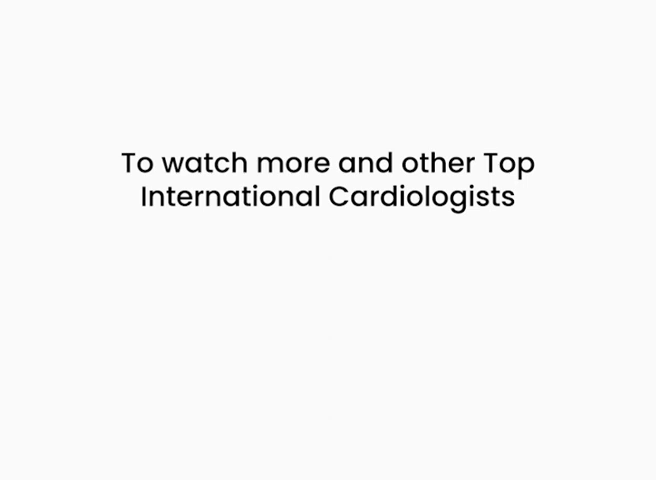 To watch more and other Top
International Cardiologists